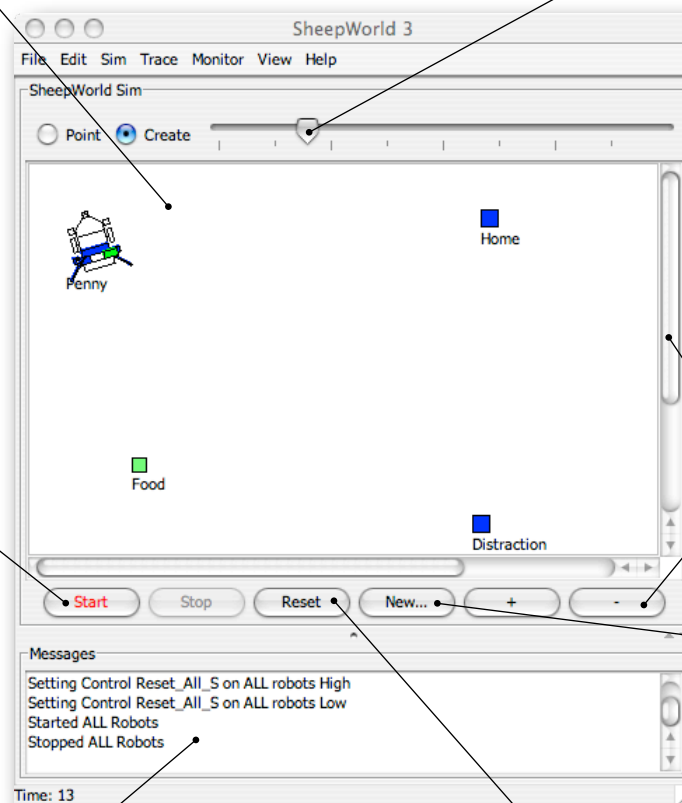 SheepWorld 3
File Edit Sim Trace Monitor View Help
SheepWorld Sim
Point Create
Home
Penny
Food
Distraction
Start Stop Reset New... + -
Messages
Setting Control Reset_All_S on ALL robots High
Setting Control Reset_All_S on ALL robots Low
Started ALL Robots
Stopped ALL Robots
Time: 13